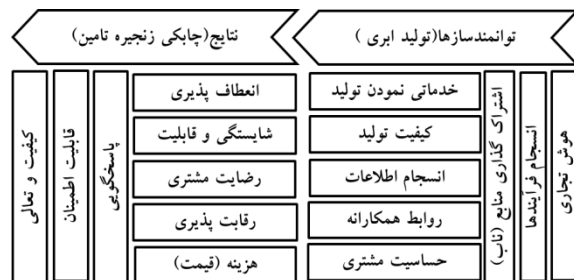 توانمندسازها(تولید ابری )
نتایج(چابکی زنجیره تامین)
هوش تجاری
انسجام فرآیندها
اشتراک گذاری منابع (ناب)
خدماتی نمودن تولید
کیفیت تولید
انسجام اطلاعات
روابط همکارانه
حساسیت مشتری
انعطاف پذیری
شایستگی و قابلیت
رضایت مشتری
رقابت پذیری
هزینه (قیمت)
پاسخگویی
قابلیت اطمینان
کیفیت و تعالی